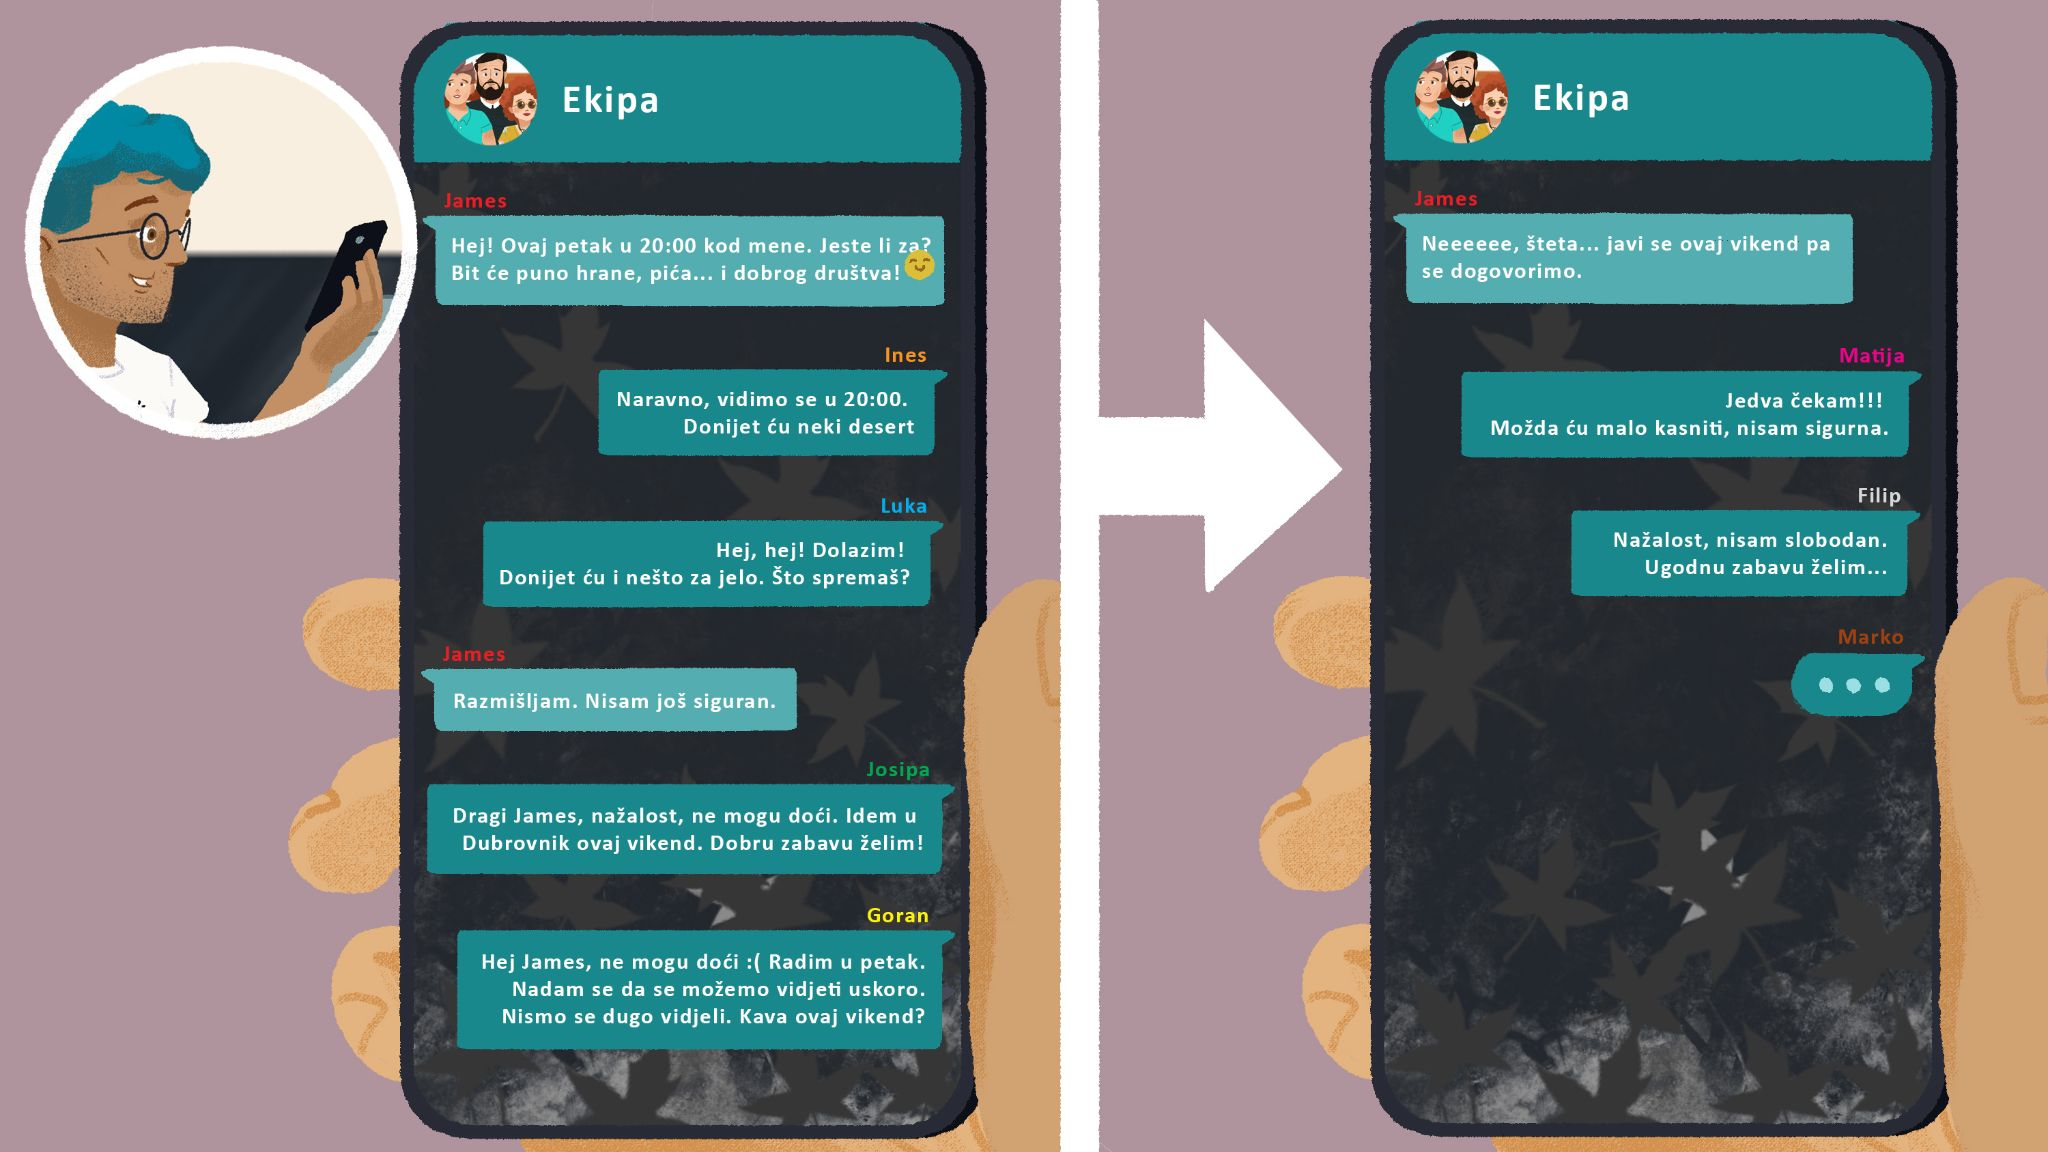 Ekipa
James
Hej! Ovaj petak u 20:00 kod mene. Jeste li za?
Bit će puno hrane, pića... i dobrog društva!
Ines
Naravno, vidimo se u 20:00.
Donijet ću neki desert
Luka
Hej, hej! Dolazim!
Donijet ću i nešto za jelo. Što spremaš?
James
Razmišljam. Nisam još siguran.
Josipa
Dragi James, nažalost, ne mogu doći. Idem u
Dubrovnik ovaj vikend. Dobru zabavu želim!
Goran
Hej James, ne mogu doći :( Radim u petak.
Nadam se da se možemo vidjeti uskoro.
Nismo se dugo vidjeli. Kava ovaj vikend?
Ekipa
James
Neeeeee, šteta... javi se ovaj vikend pa
se dogovorimo.
Matija
Jedva čekam!!!
Možda ću malo kasniti, nisam sigurna.
Filip
Nažalost, nisam slobodan.
Ugodnu zabavu želim...
Marko